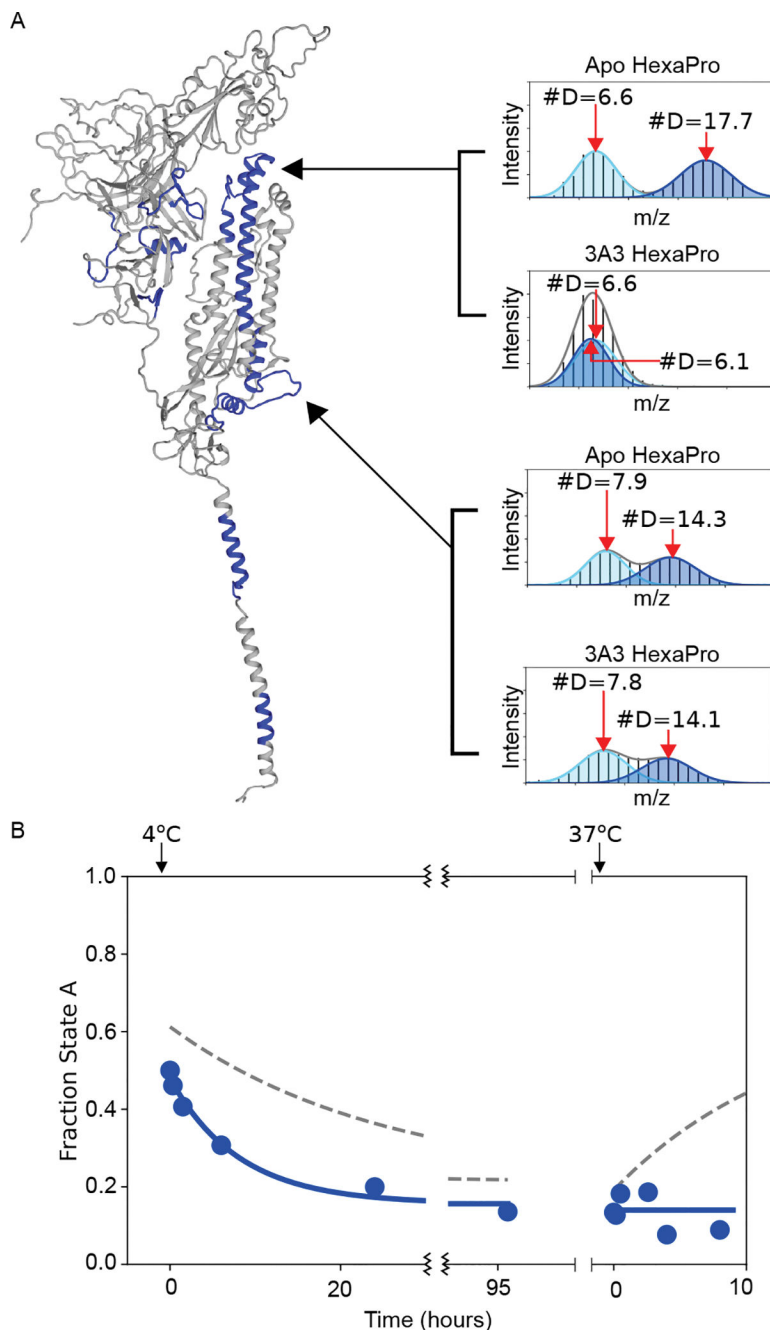 A
Apo HexaPro
#D=6.6
#D=17.7
Intensity
m/z
3A3 HexaPro
#D=6.6
#D=6.1
Intensity
m/z
Apo HexaPro
#D=7.9
#D=14.3
Intensity
m/z
3A3 HexaPro
#D=7.8
#D=14.1
Intensity
m/z
B
4°C
37°C
1.0
0.8
0.6
0.4
0.2
0.0
Fraction State A
0 20 95 0 10
Time (hours)